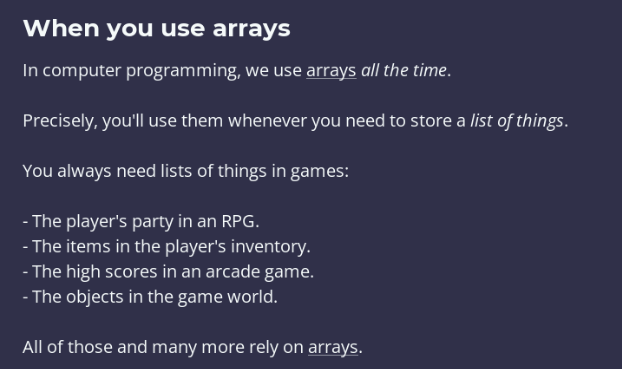 When you use arrays
In computer programming, we use arrays all the time.
Precisely, you'll use them whenever you need to store a list of things.
You always need lists of things in games:
- The player's party in an RPG.
- The items in the player's inventory.
- The high scores in an arcade game.
- The objects in the game world.
All of those and many more rely on arrays.